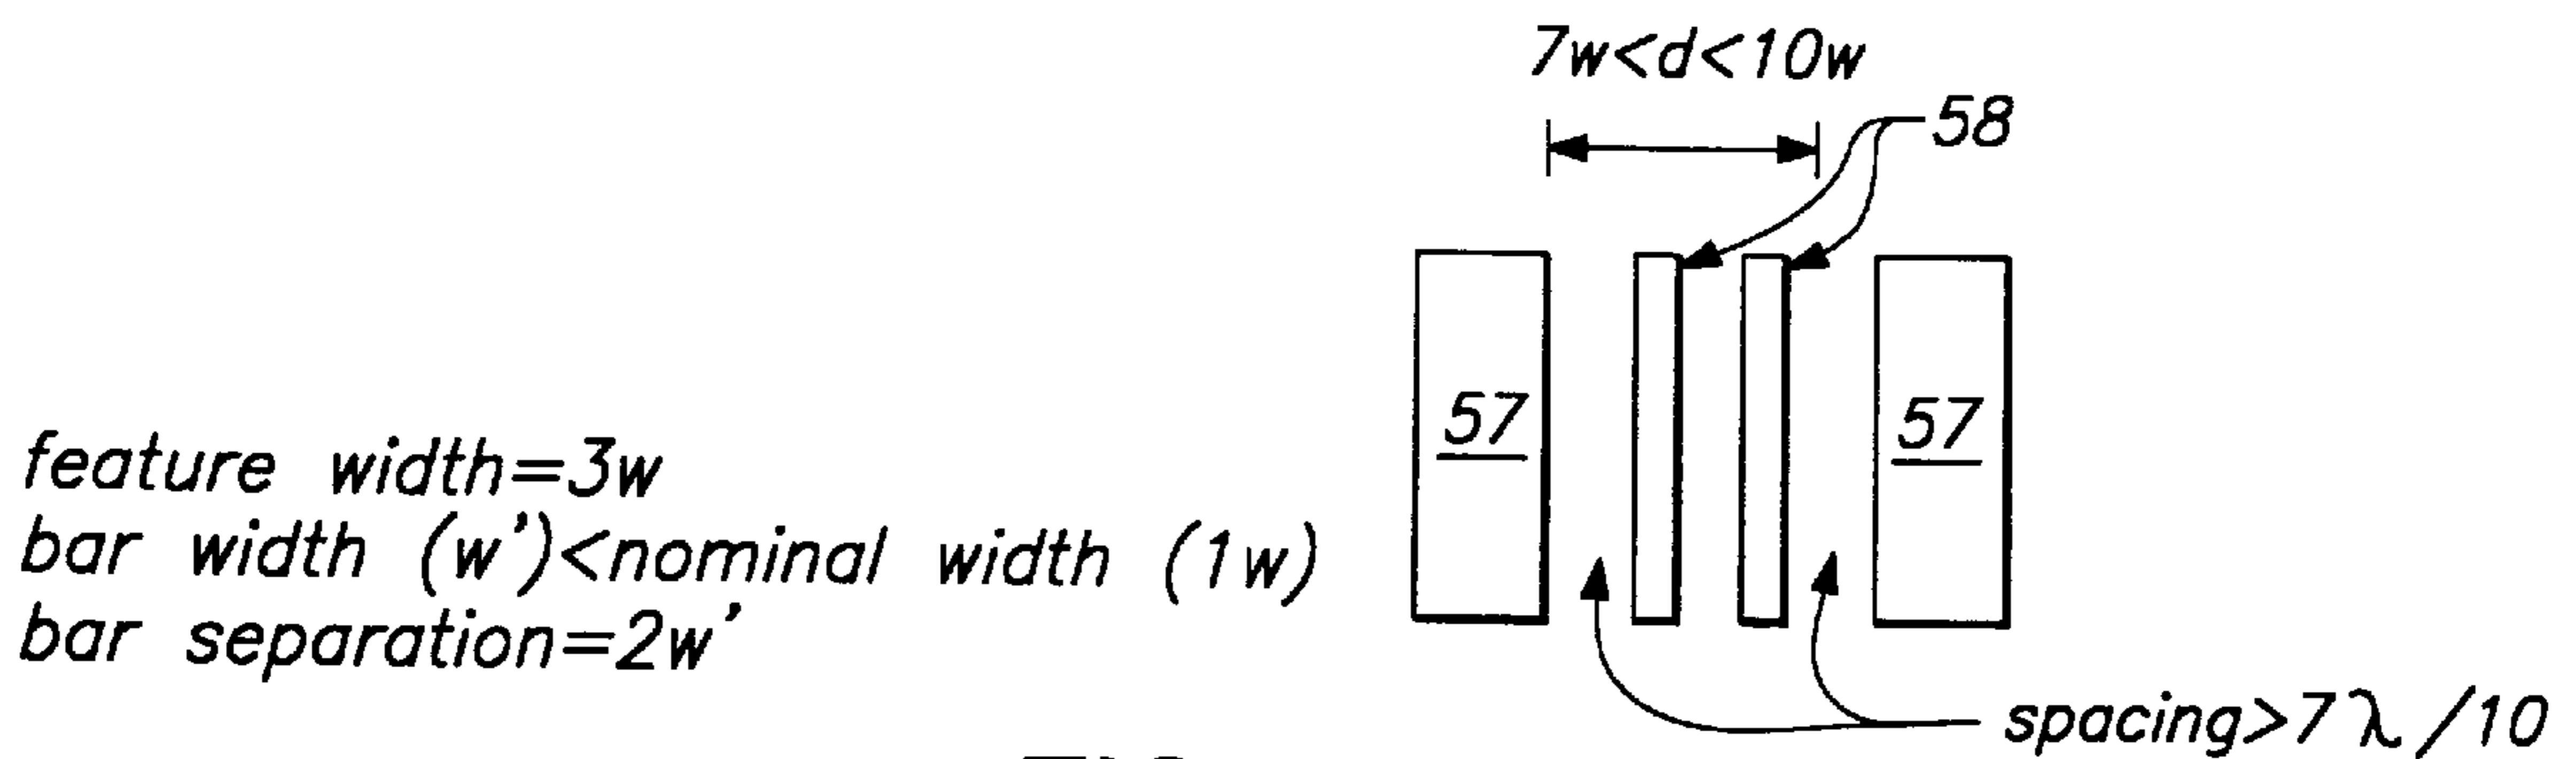 7w<d<10w
58
57
57
feature width=3w
bar width (w')<nominal width (1w)
bar separation=2w'
spacing>7λ/10